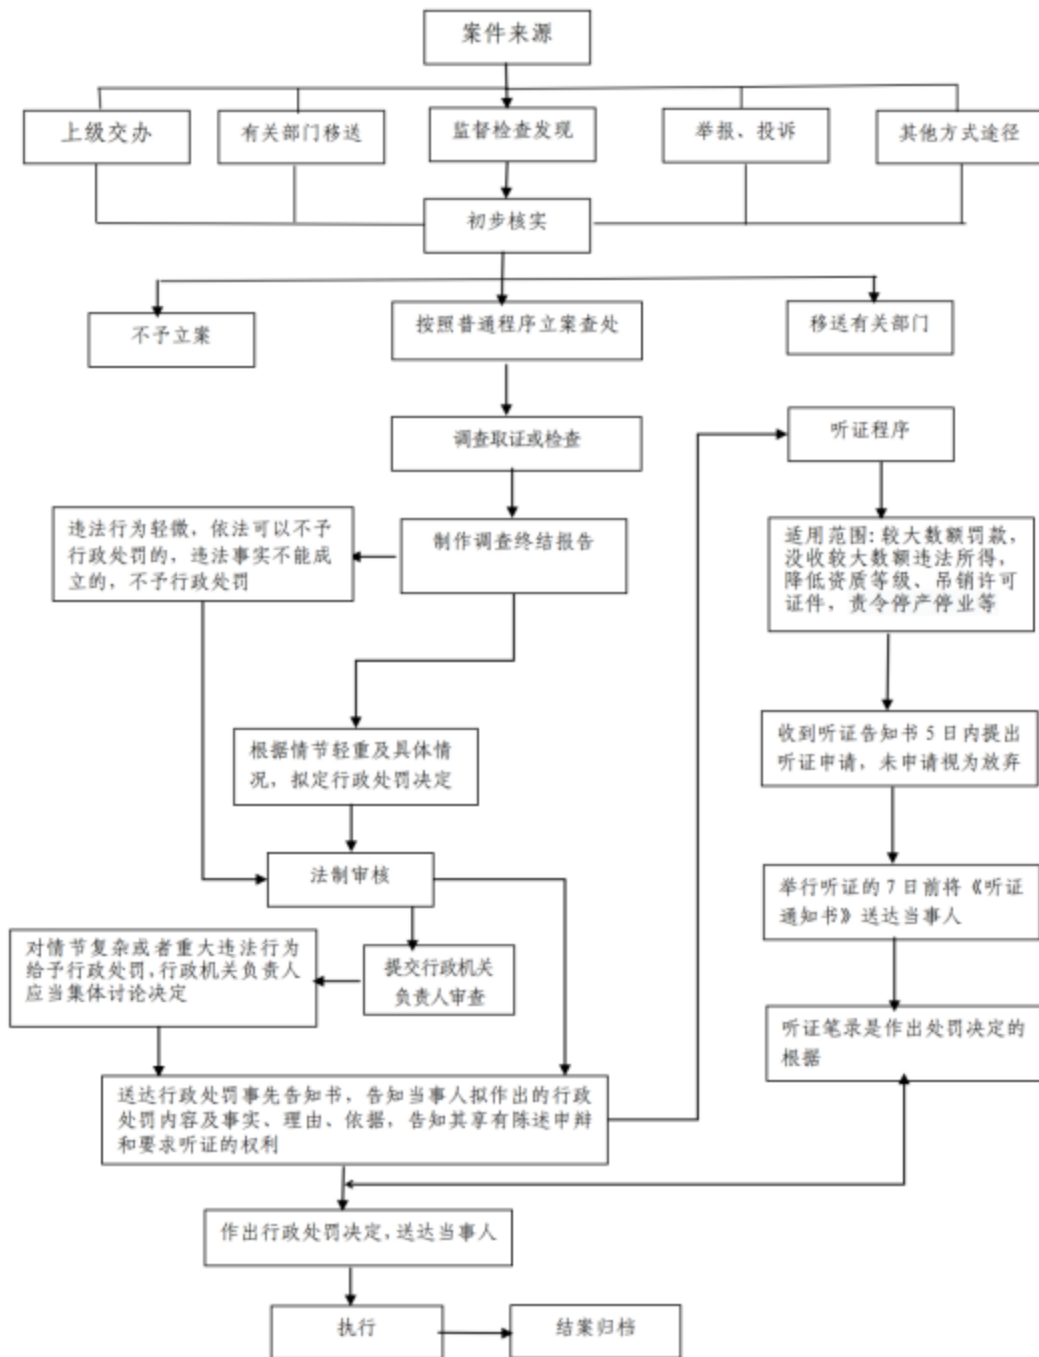 案件来源
上级交办
有关部门移送
监督检查发现
举报、投诉
其他方式途径
初步核实
不予立案
按照普通程序立案查处
移送有关部门
调查取证或检查
听证程序
违法行为轻微，依法可以不予
行政处罚的，违法事实不能成
立的，不予行政处罚
制作调查终结报告
适用范围：较大数额罚款，
没收较大数额违法所得，
降低资质等级、吊销许可
证件，责令停产停业等
根据情节轻重及具体情
况，拟定行政处罚决定
收到听证告知书 5 日内提出
听证申请，未申请视为放弃
法制审核
举行听证的 7 日前将《听证
通知书》送达当事人
对情节复杂或者重大违法行为
给予行政处罚，行政机关负责人
应当集体讨论决定
提交行政机关
负责人审查
听证笔录是作出处罚决定的
根据
送达行政处罚事先告知书，告知当事人拟作出的行政
处罚内容及事实、理由、依据，告知其享有陈述申辩
和要求听证的权利
作出行政处罚决定，送达当事人
执行
结案归档